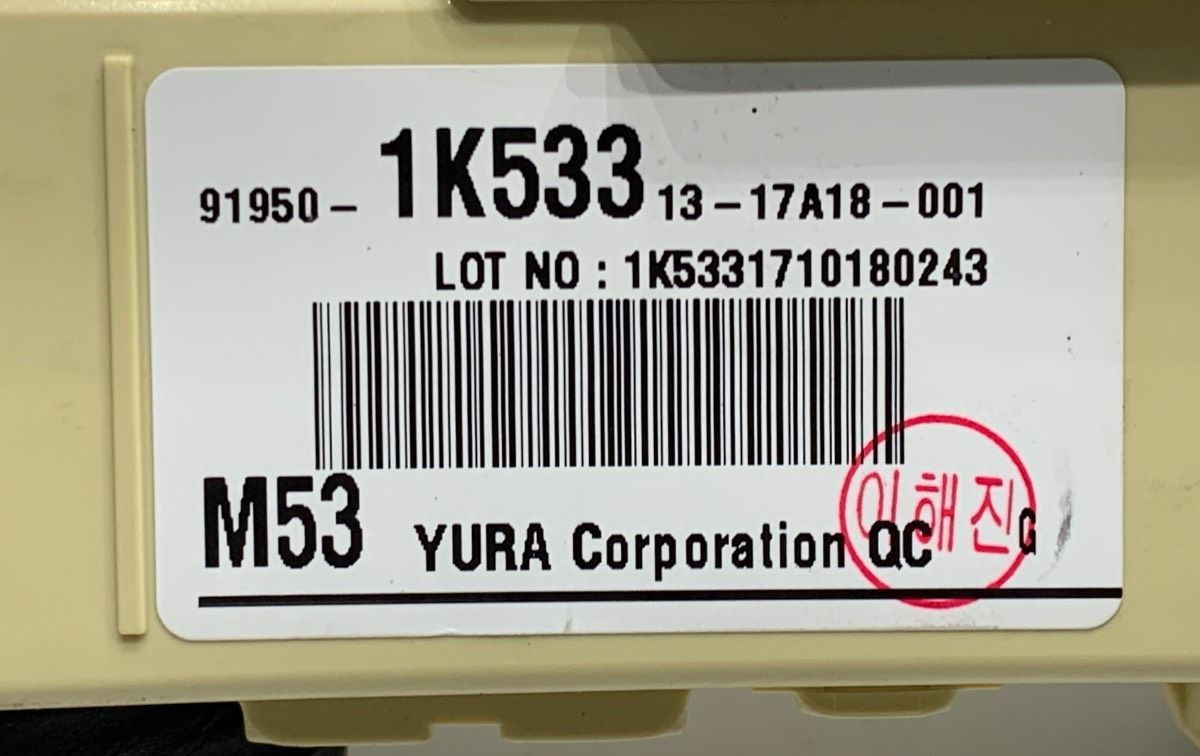 91950- 1K533 13-17A18-001
LOT NO : 1K5331710180243
M53 YURA Corporation QC G
이해진